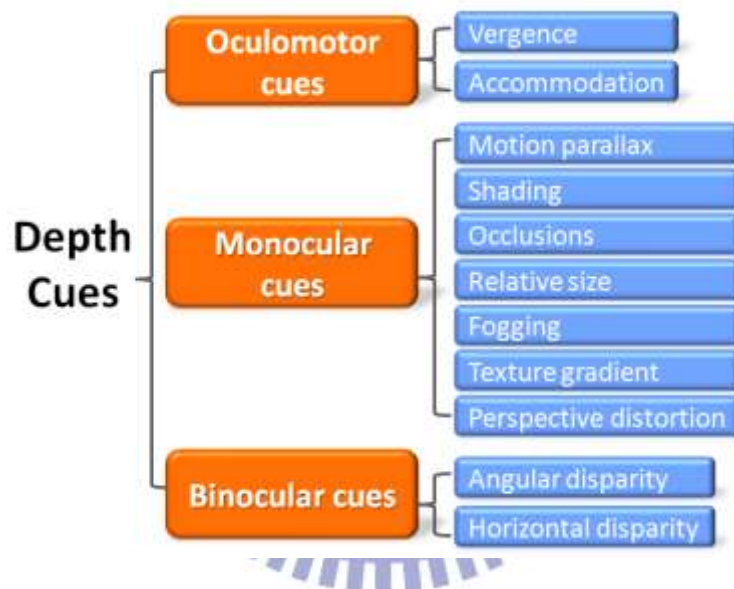 Depth
Cues
Oculomotor
cues
Vergence
Accommodation
Monocular
cues
Motion parallax
Shading
Occlusions
Relative size
Fogging
Texture gradient
Perspective distortion
Binocular cues
Angular disparity
Horizontal disparity